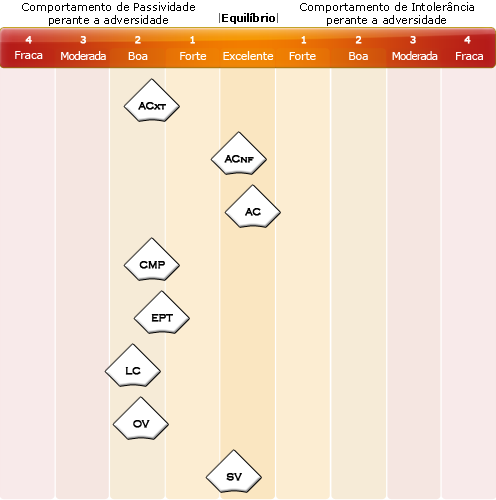 Comportamento de Passividade
perante a adversidade
|Equilíbrio|
Comportamento de Intolerância
perante a adversidade
4 3 2 1 1 2 3 4
Fraca Moderada Boa Forte Excelente Forte Boa Moderada Fraca
ACXT
ACNF
AC
CMP
EPT
LC
OV
SV